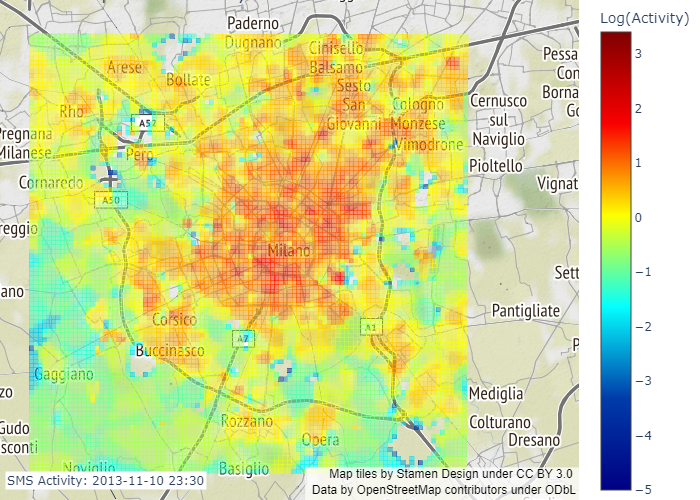 Log(Activity)
Paderno
Dugnano
Cinisello
Balsamo
Arese
Bollate
Sesto
San
Giovanni
Pessa
Con
Borna
Go
Rho
A52
Cologno
Monzese
Cernusco
sul
Naviglio
Pregnana
Milanese
Pero
Vimodrone
Pioltello
Cornaredo
Vignat
A50
reggio
Milano
Sett
ano
Pantigliate
Corsico
A1
A7
Buccinasco
P
Gaggiano
zo
Mediglia
Rozzano
Colturano
Gudo
Dresano
sconti
Opera
Noviglio
Basiglio
3
2
1
0
−1
−2
−3
−4
−5
SMS Activity: 2013-11-10 23:30
Map tiles by Stamen Design under CC BY 3.0
Data by OpenStreetMap contributors under ODbL